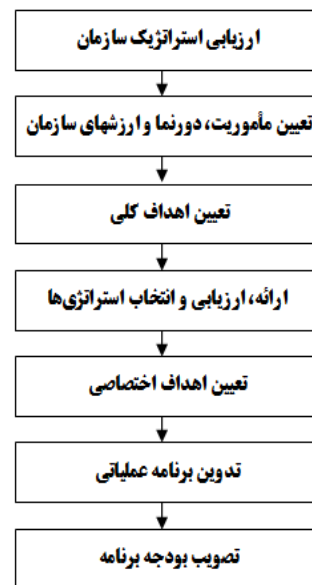 ارزیابی استراتژیک سازمان
تعیین مأموریت، دورنما و ارزشهای سازمان
تعیین اهداف کلی
ارائه، ارزیابی و انتخاب استراتژی‌ها
تعیین اهداف اختصاصی
تدوین برنامه عملیاتی
تصویب بودجه برنامه